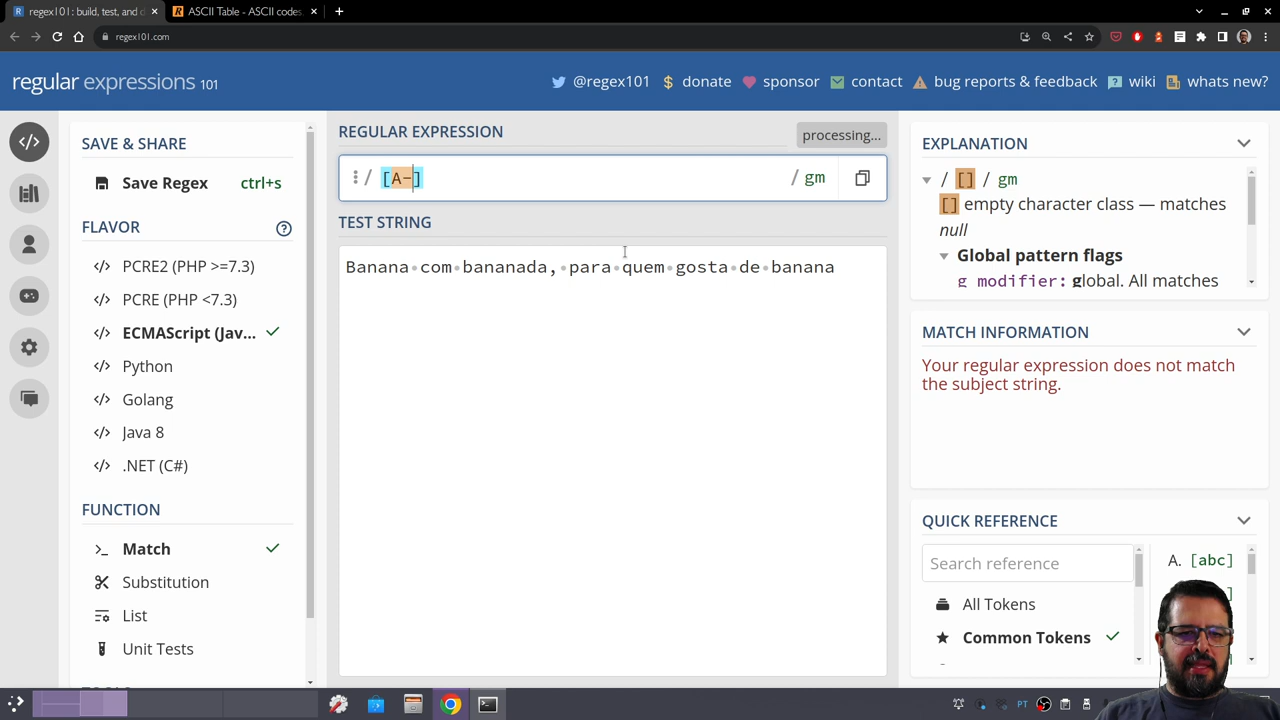 regex101: build, test, and d
ASCII Table - ASCII codes,
regex101.com
regular expressions 101
@regex101
$ donate
sponsor
contact
bug reports & feedback
wiki
whats new?
SAVE & SHARE
Save Regex ctrl+s
FLAVOR
</> PCRE2 (PHP >=7.3)
</> PCRE (PHP <7.3)
</> ECMAScript (Jav...
</> Python
</> Golang
</> Java 8
</> .NET (C#)
FUNCTION
Match
Substitution
List
Unit Tests
REGULAR EXPRESSION
processing...
/ [A-] / gm
TEST STRING
Banana·com·bananada,·para·quem·gosta·de·banana
EXPLANATION
/ [] / gm
[] empty character class — matches
null
Global pattern flags
g modifier: global. All matches
MATCH INFORMATION
Your regular expression does not match
the subject string.
QUICK REFERENCE
Search reference
All Tokens
Common Tokens
A. [abc]
PT